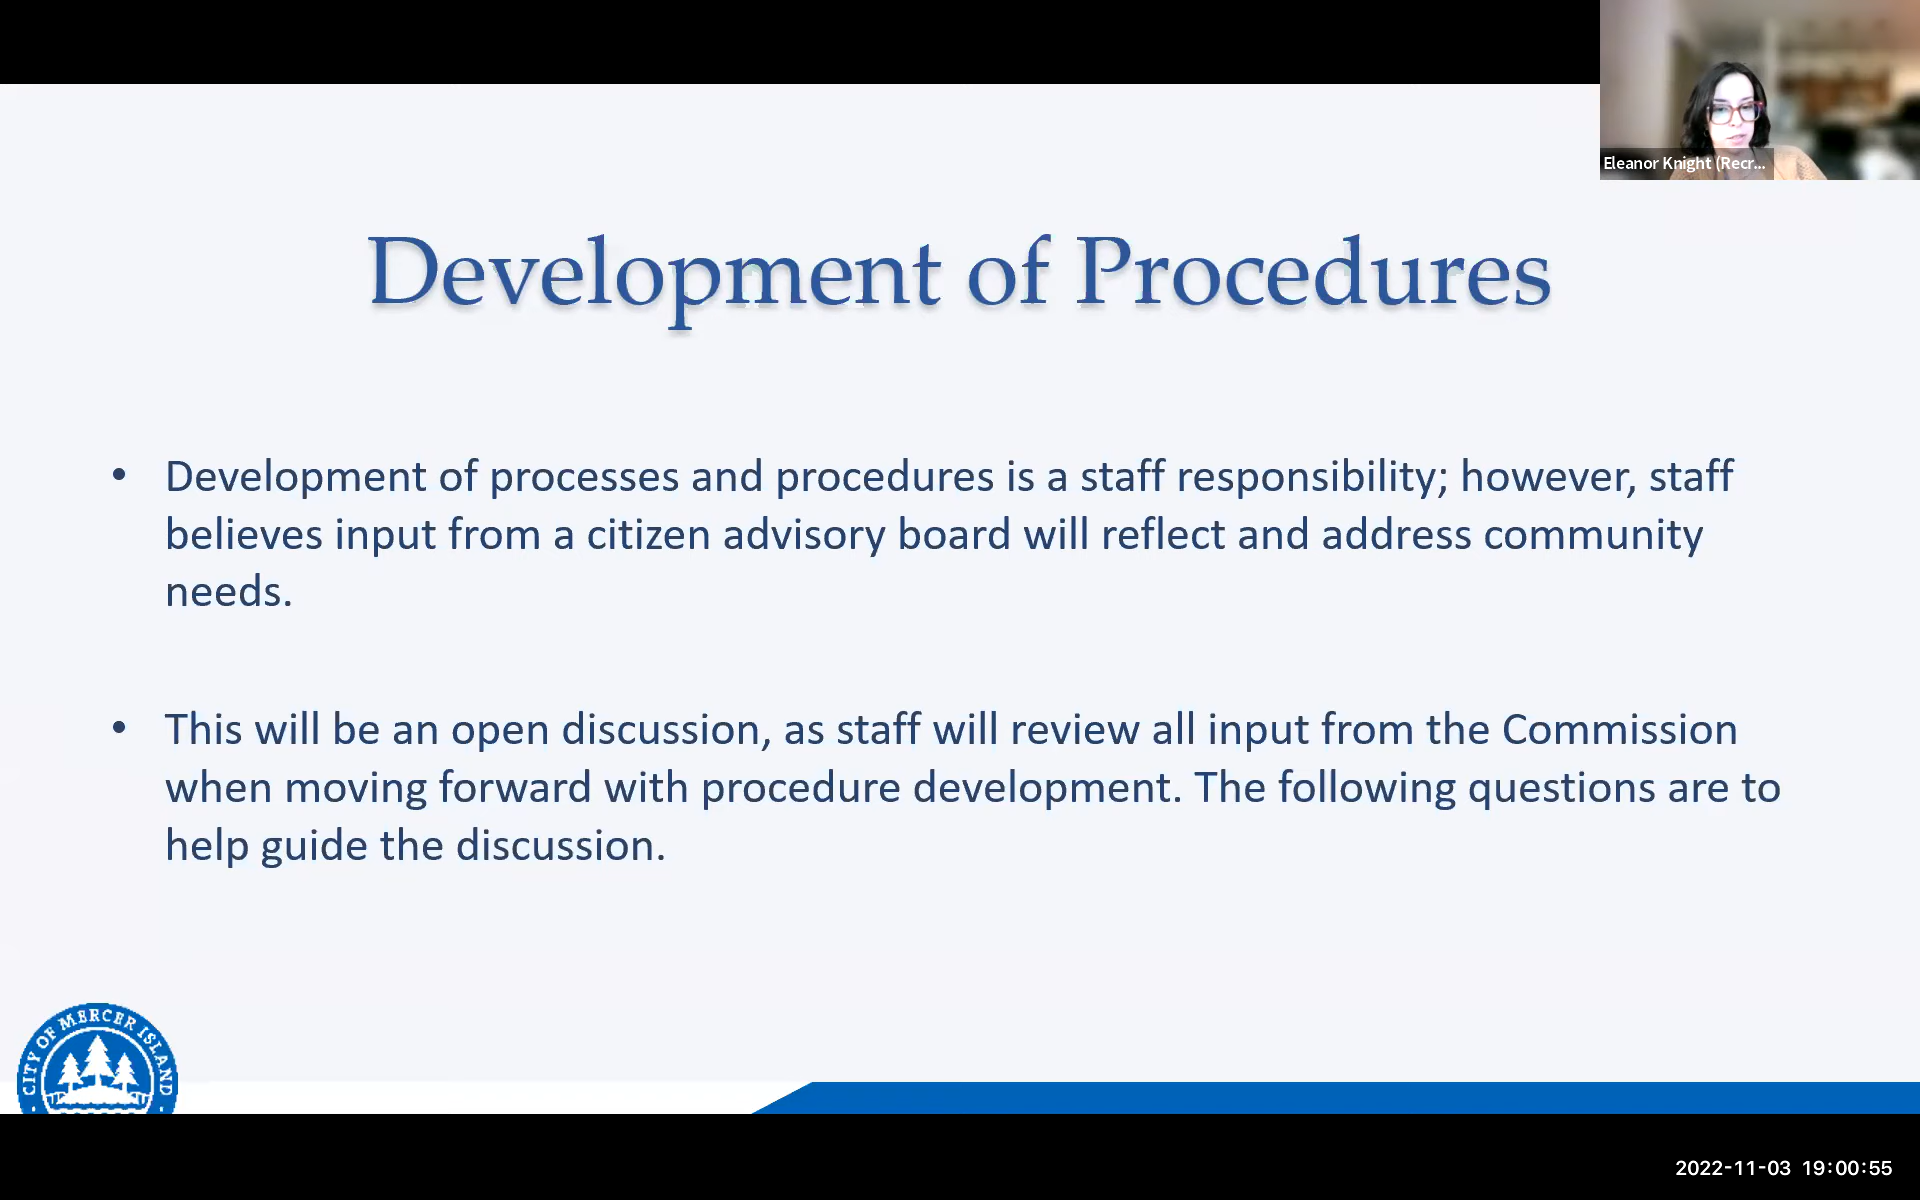 Eleanor Knight (Recr...
Development of Procedures
• Development of processes and procedures is a staff responsibility; however, staff
believes input from a citizen advisory board will reflect and address community
needs.
• This will be an open discussion, as staff will review all input from the Commission
when moving forward with procedure development. The following questions are to
help guide the discussion.
CITY OF MERCER ISLAND
2022-11-03 19:00:55